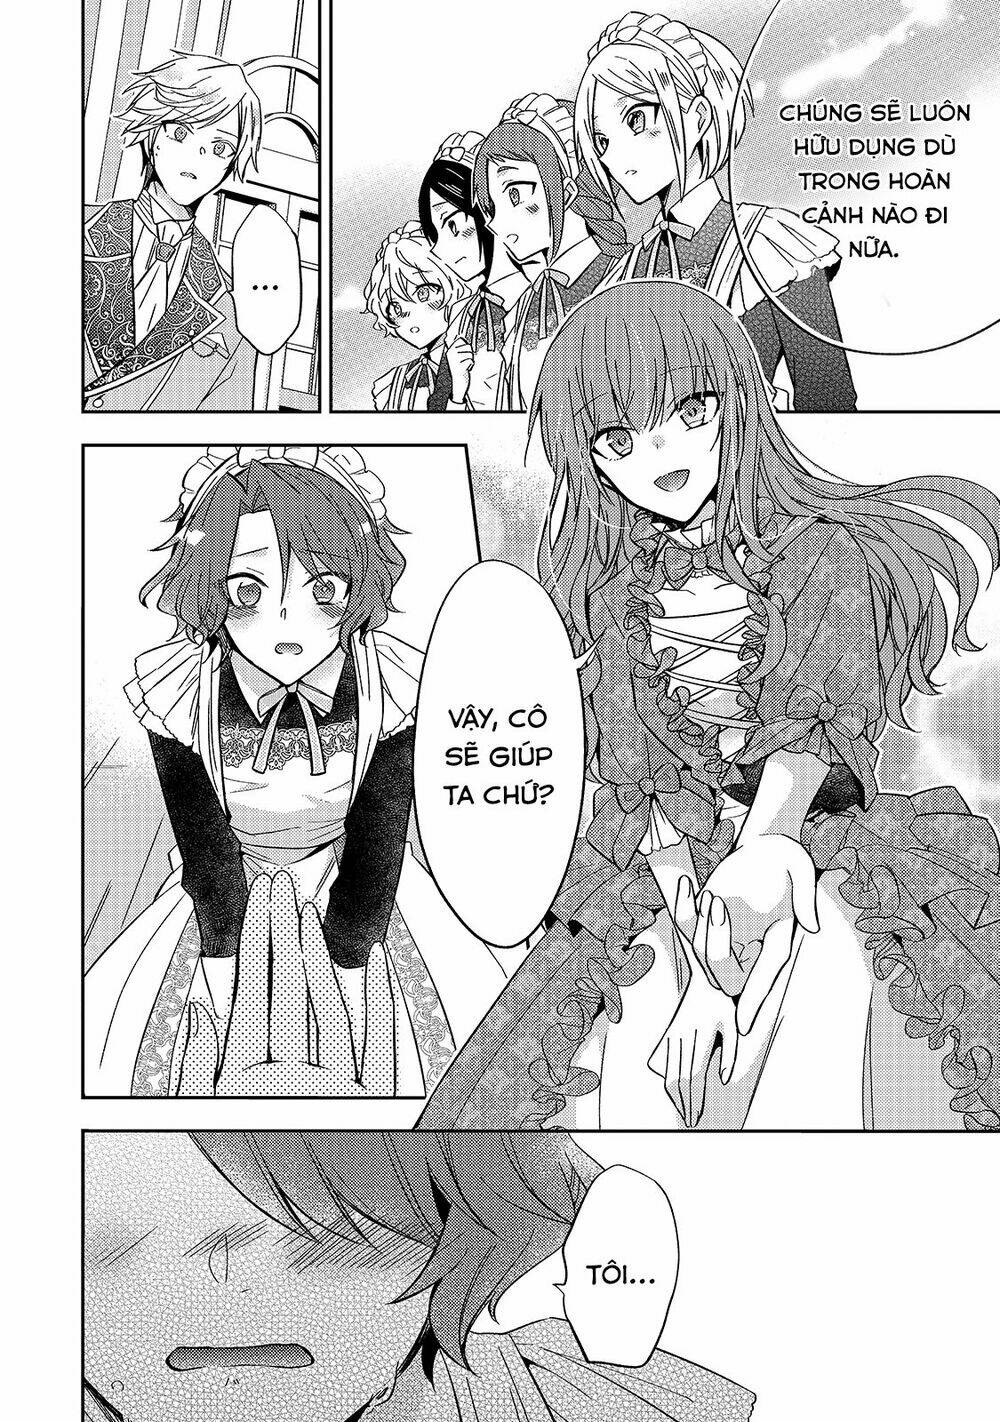 CHÚNG SẼ LUÔN
HỮU DỤNG DÙ
TRONG HOÀN
CẢNH NÀO ĐI
NỮA.
...
VẬY, CÔ
SẼ GIÚP
TA CHỨ?
TÔI...